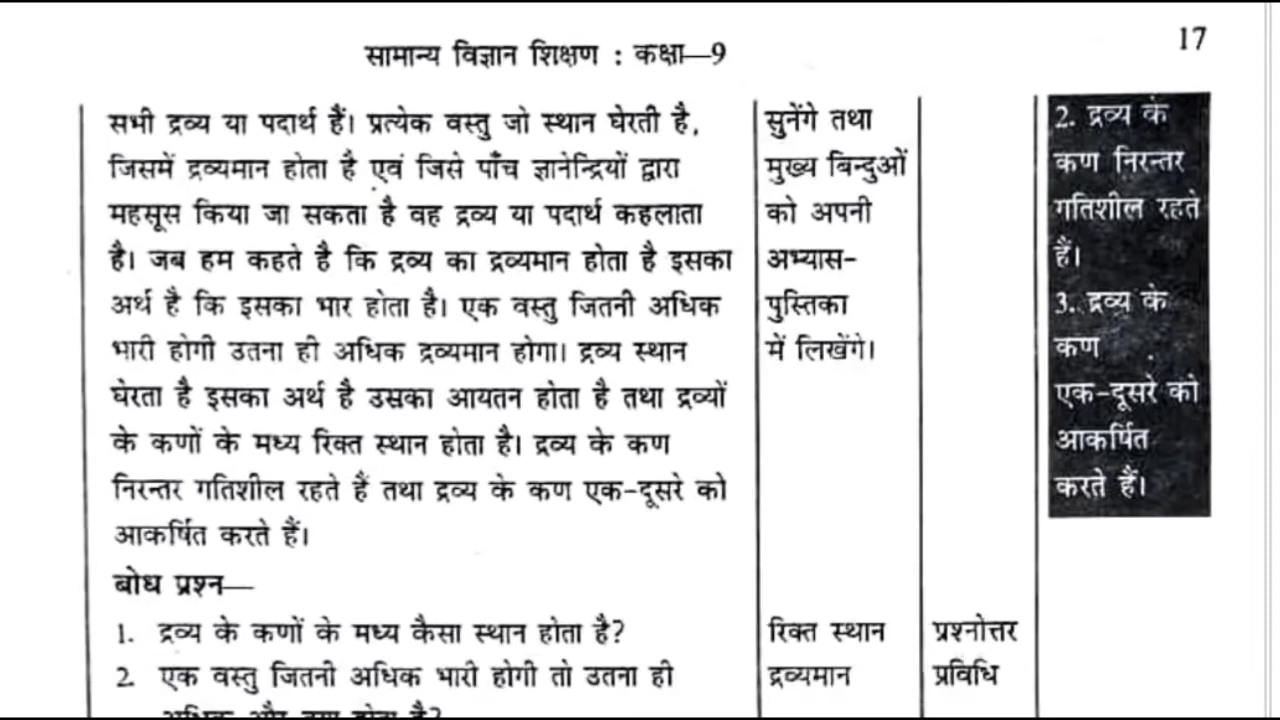 17
सामान्य विज्ञान शिक्षण : कक्षा—9
सभी द्रव्य या पदार्थ हैं। प्रत्येक वस्तु जो स्थान घेरती है,
जिसमें द्रव्यमान होता है एवं जिसे पाँच ज्ञानेन्द्रियों द्वारा
महसूस किया जा सकता है वह द्रव्य या पदार्थ कहलाता
है। जब हम कहते है कि द्रव्य का द्रव्यमान होता है इसका
अर्थ है कि इसका भार होता है। एक वस्तु जितनी अधिक
भारी होगी उतना ही अधिक द्रव्यमान होगा। द्रव्य स्थान
घेरता है इसका अर्थ है उसका आयतन होता है तथा द्रव्यों
के कणों के मध्य रिक्त स्थान होता है। द्रव्य के कण
निरन्तर गतिशील रहते हैं तथा द्रव्य के कण एक-दूसरे को
आकर्षित करते हैं।
बोध प्रश्न—
1. द्रव्य के कणों के मध्य कैसा स्थान होता है?
2. एक वस्तु जितनी अधिक भारी होगी तो उतना ही
अधिक और क्या होता है?
सुनेंगे तथा
मुख्य बिन्दुओं
को अपनी
अभ्यास-
पुस्तिका
में लिखेंगे।
रिक्त स्थान
द्रव्यमान
प्रश्नोत्तर
प्रविधि
2. द्रव्य के
कण निरन्तर
गतिशील रहते
हैं।
3. द्रव्य के
कण
एक-दूसरे को
आकर्षित
करते हैं।